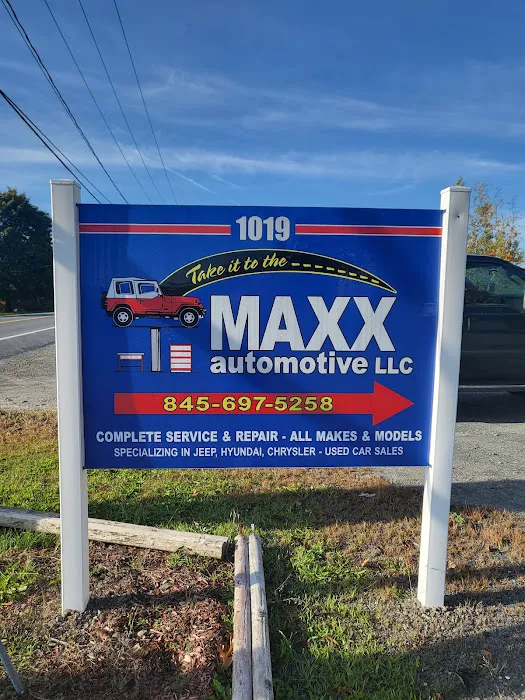 1019
Take it to the
MAXX
automotive LLC
845-697-5258
COMPLETE SERVICE & REPAIR - ALL MAKES & MODELS
SPECIALIZING IN JEEP, HYUNDAI, CHRYSLER - USED CAR SALES